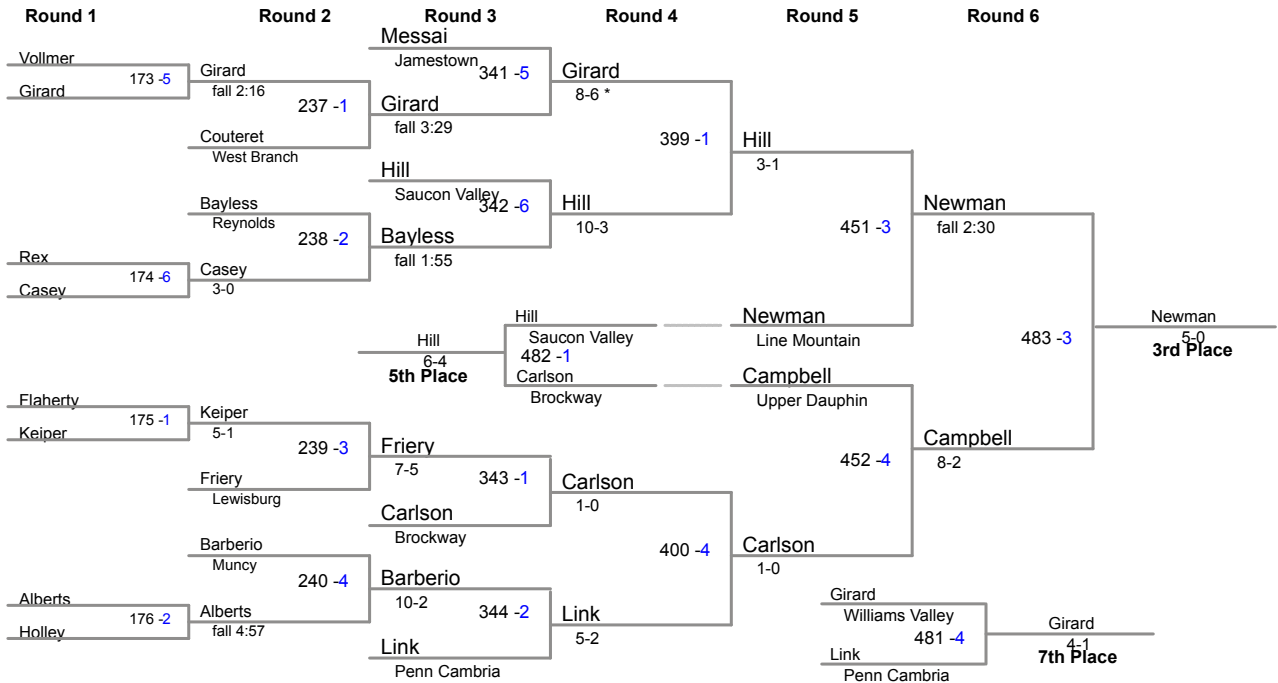 Round 1 Round 2 Round 3 Round 4 Round 5 Round 6
Vollmer
173 -5
Girard
Girard
fall 2:16
237 -1
Couteret
West Branch
Messai
Jamestown
341 -5
Girard
fall 3:29
Girard
8-6 *
399 -1
Hill
3-1
Bayless
Reynolds
238 -2
Rex
174 -6
Casey
Casey
3-0
Hill
Saucon Valley
342 -6
Bayless
fall 1:55
Hill
10-3
451 -3
Newman
fall 2:30
Newman
Line Mountain
483 -3
Newman
5-0
3rd Place
Hill
6-4
5th Place
Hill
Saucon Valley
482 -1
Carlson
Brockway
Campbell
Upper Dauphin
452 -4
Campbell
8-2
Flaherty
175 -1
Keiper
Keiper
5-1
239 -3
Friery
Lewisburg
Friery
7-5
343 -1
Carlson
Brockway
Carlson
1-0
400 -4
Carlson
1-0
Barberio
Muncy
240 -4
Alberts
176 -2
Holley
Alberts
fall 4:57
Barberio
10-2
344 -2
Link
Penn Cambria
Link
5-2
Girard
Williams Valley
481 -4
Link
Penn Cambria
Girard
4-1
7th Place